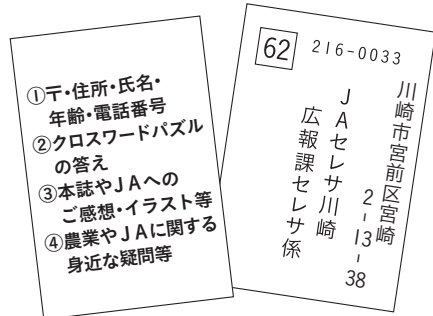 ①〒・住所・氏名・
年齢・電話番号
②クロスワードパズル
の答え
③本誌やＪＡへの
ご感想・イラスト等
④農業やＪＡに関する
身近な疑問等
62
216-0033
川崎市宮前区宮崎
2-13-38
ＪＡセレサ川崎
広報課セレサ係